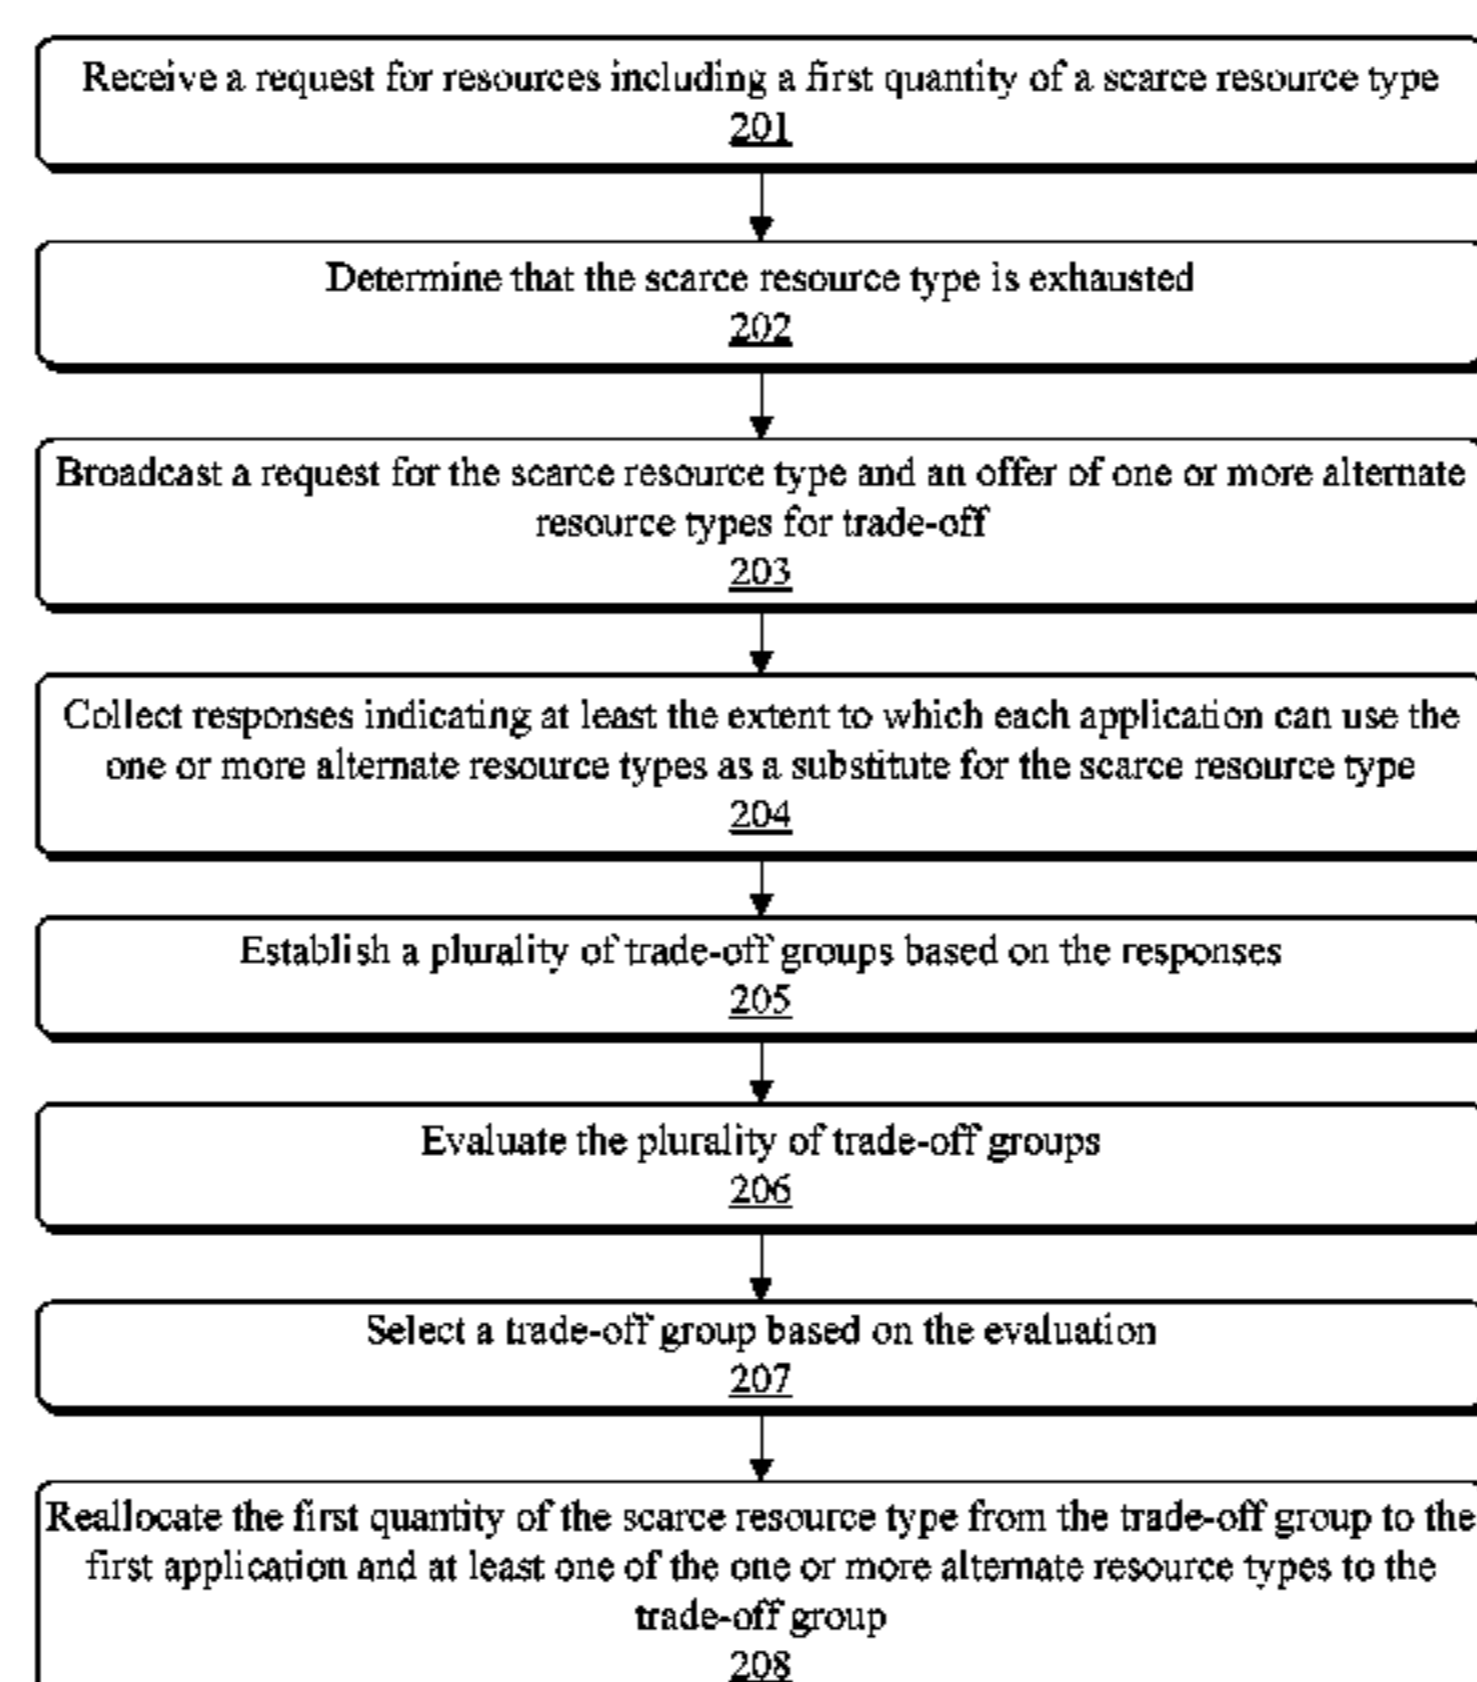 Receive a request for resources including a first quantity of a scarce resource type
201
Determine that the scarce resource type is exhausted
202
Broadcast a request for the scarce resource type and an offer of one or more alternate
resource types for trade-off
203
Collect responses indicating at least the extent to which each application can use the
one or more alternate resource types as a substitute for the scarce resource type
204
Establish a plurality of trade-off groups based on the responses
205
Evaluate the plurality of trade-off groups
206
Select a trade-off group based on the evaluation
207
Reallocate the first quantity of the scarce resource type from the trade-off group to the
first application and at least one of the one or more alternate resource types to the
trade-off group
208